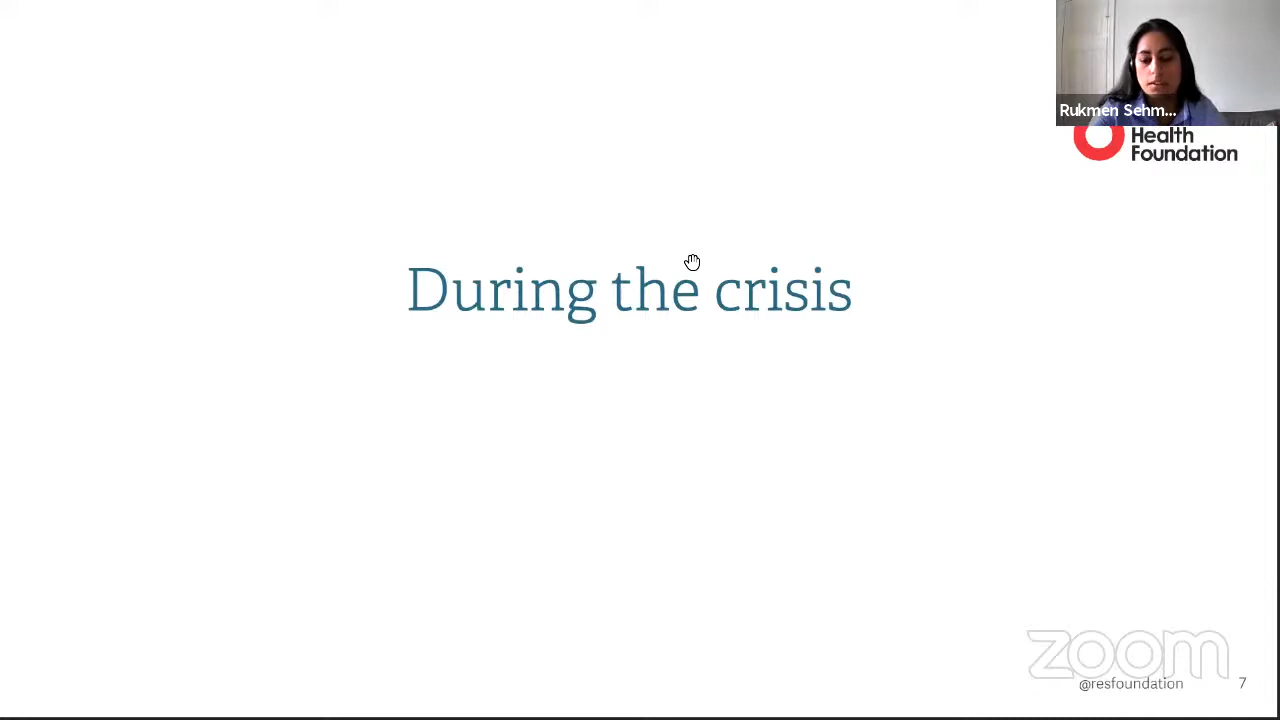 Rukmen Sehm...
Health
Foundation
During the crisis
zoom
@resfoundation
7